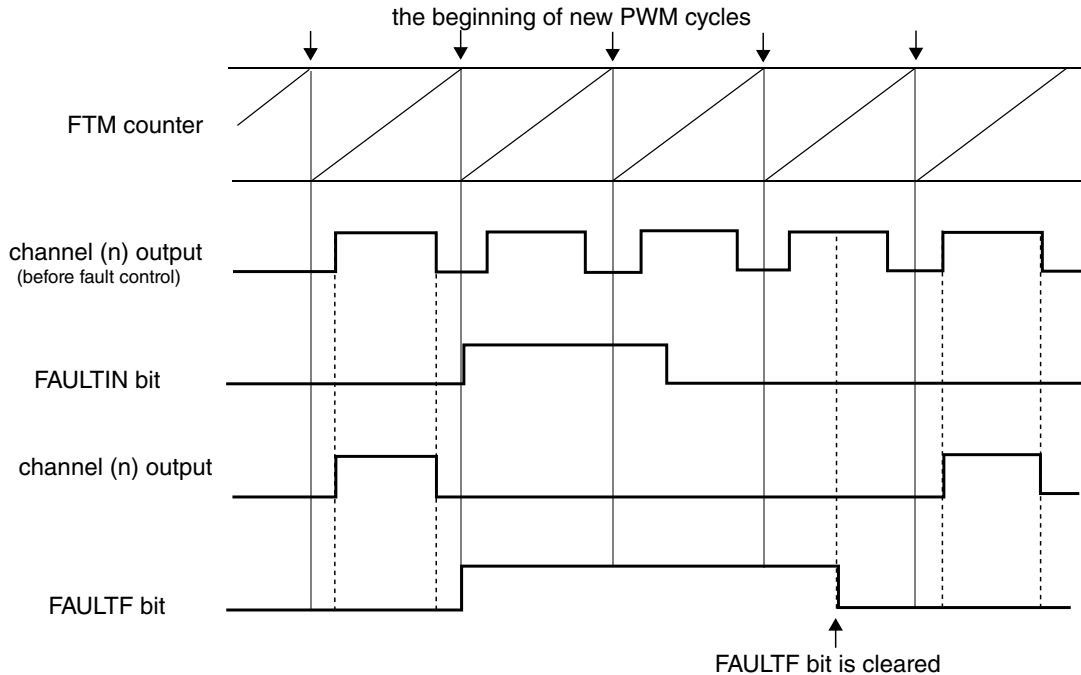 the beginning of new PWM cycles
FTM counter
channel (n) output
(before fault control)
FAULTIN bit
channel (n) output
FAULTF bit
FAULTF bit is cleared